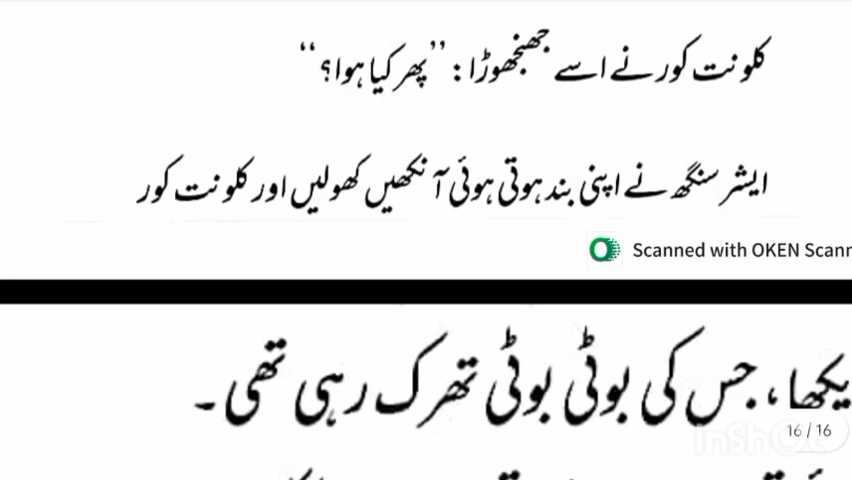 کلونت کور نے اسے جھنجھوڑا: ”پھر کیا ہوا؟“
ایشر سنگھ نے اپنی بند ہوتی ہوئی آنکھیں کھولیں اور کلونت کور
Scanned with OKEN Scann
یکھا، جس کی بوٹی بوٹی تھرک رہی تھی۔
16 / 16
InShOt